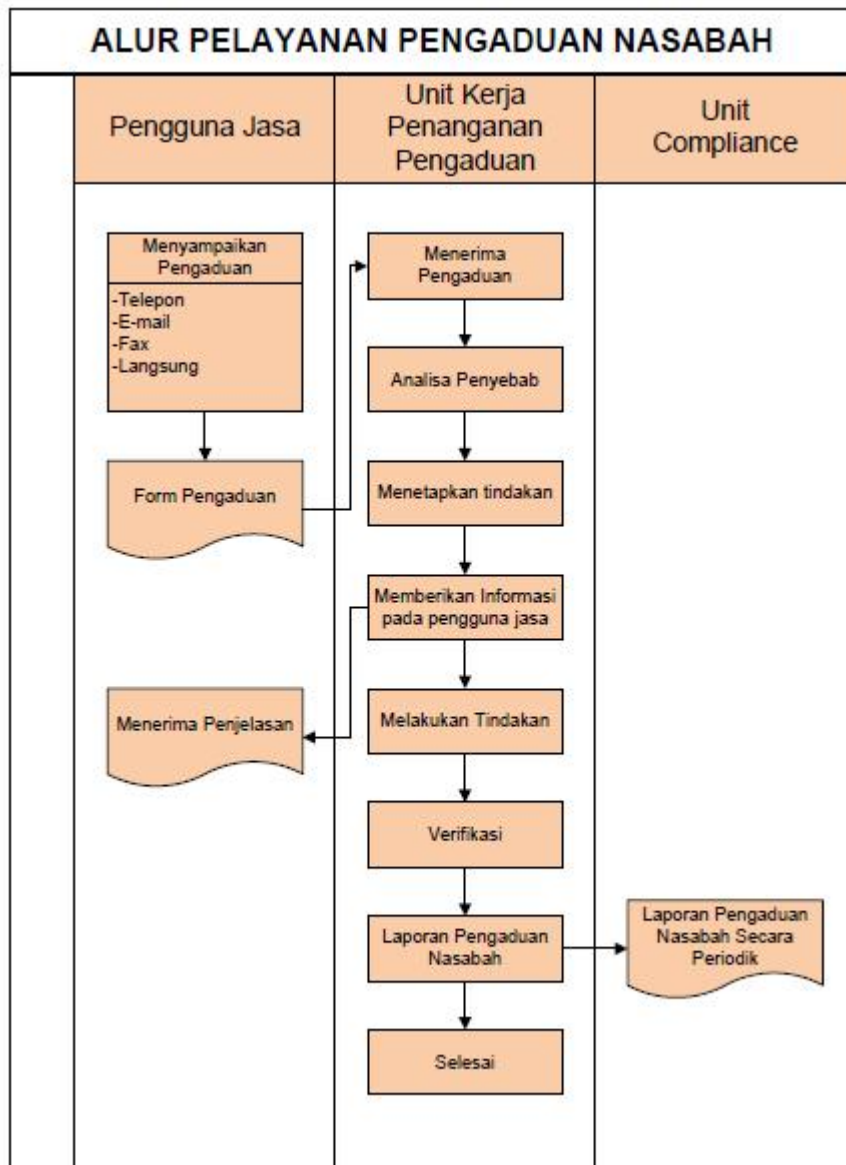 ALUR PELAYANAN PENGADUAN NASABAH
Pengguna Jasa
Unit Kerja
Penanganan
Pengaduan
Unit
Compliance
Menyampaikan
Pengaduan
-Telepon
-E-mail
-Fax
-Langsung
Form Pengaduan
Menerima
Pengaduan
Analisa Penyebab
Menetapkan tindakan
Memberikan Informasi
pada pengguna jasa
Menerima Penjelasan
Melakukan Tindakan
Verifikasi
Laporan Pengaduan
Nasabah
Laporan Pengaduan
Nasabah Secara
Periodik
Selesai